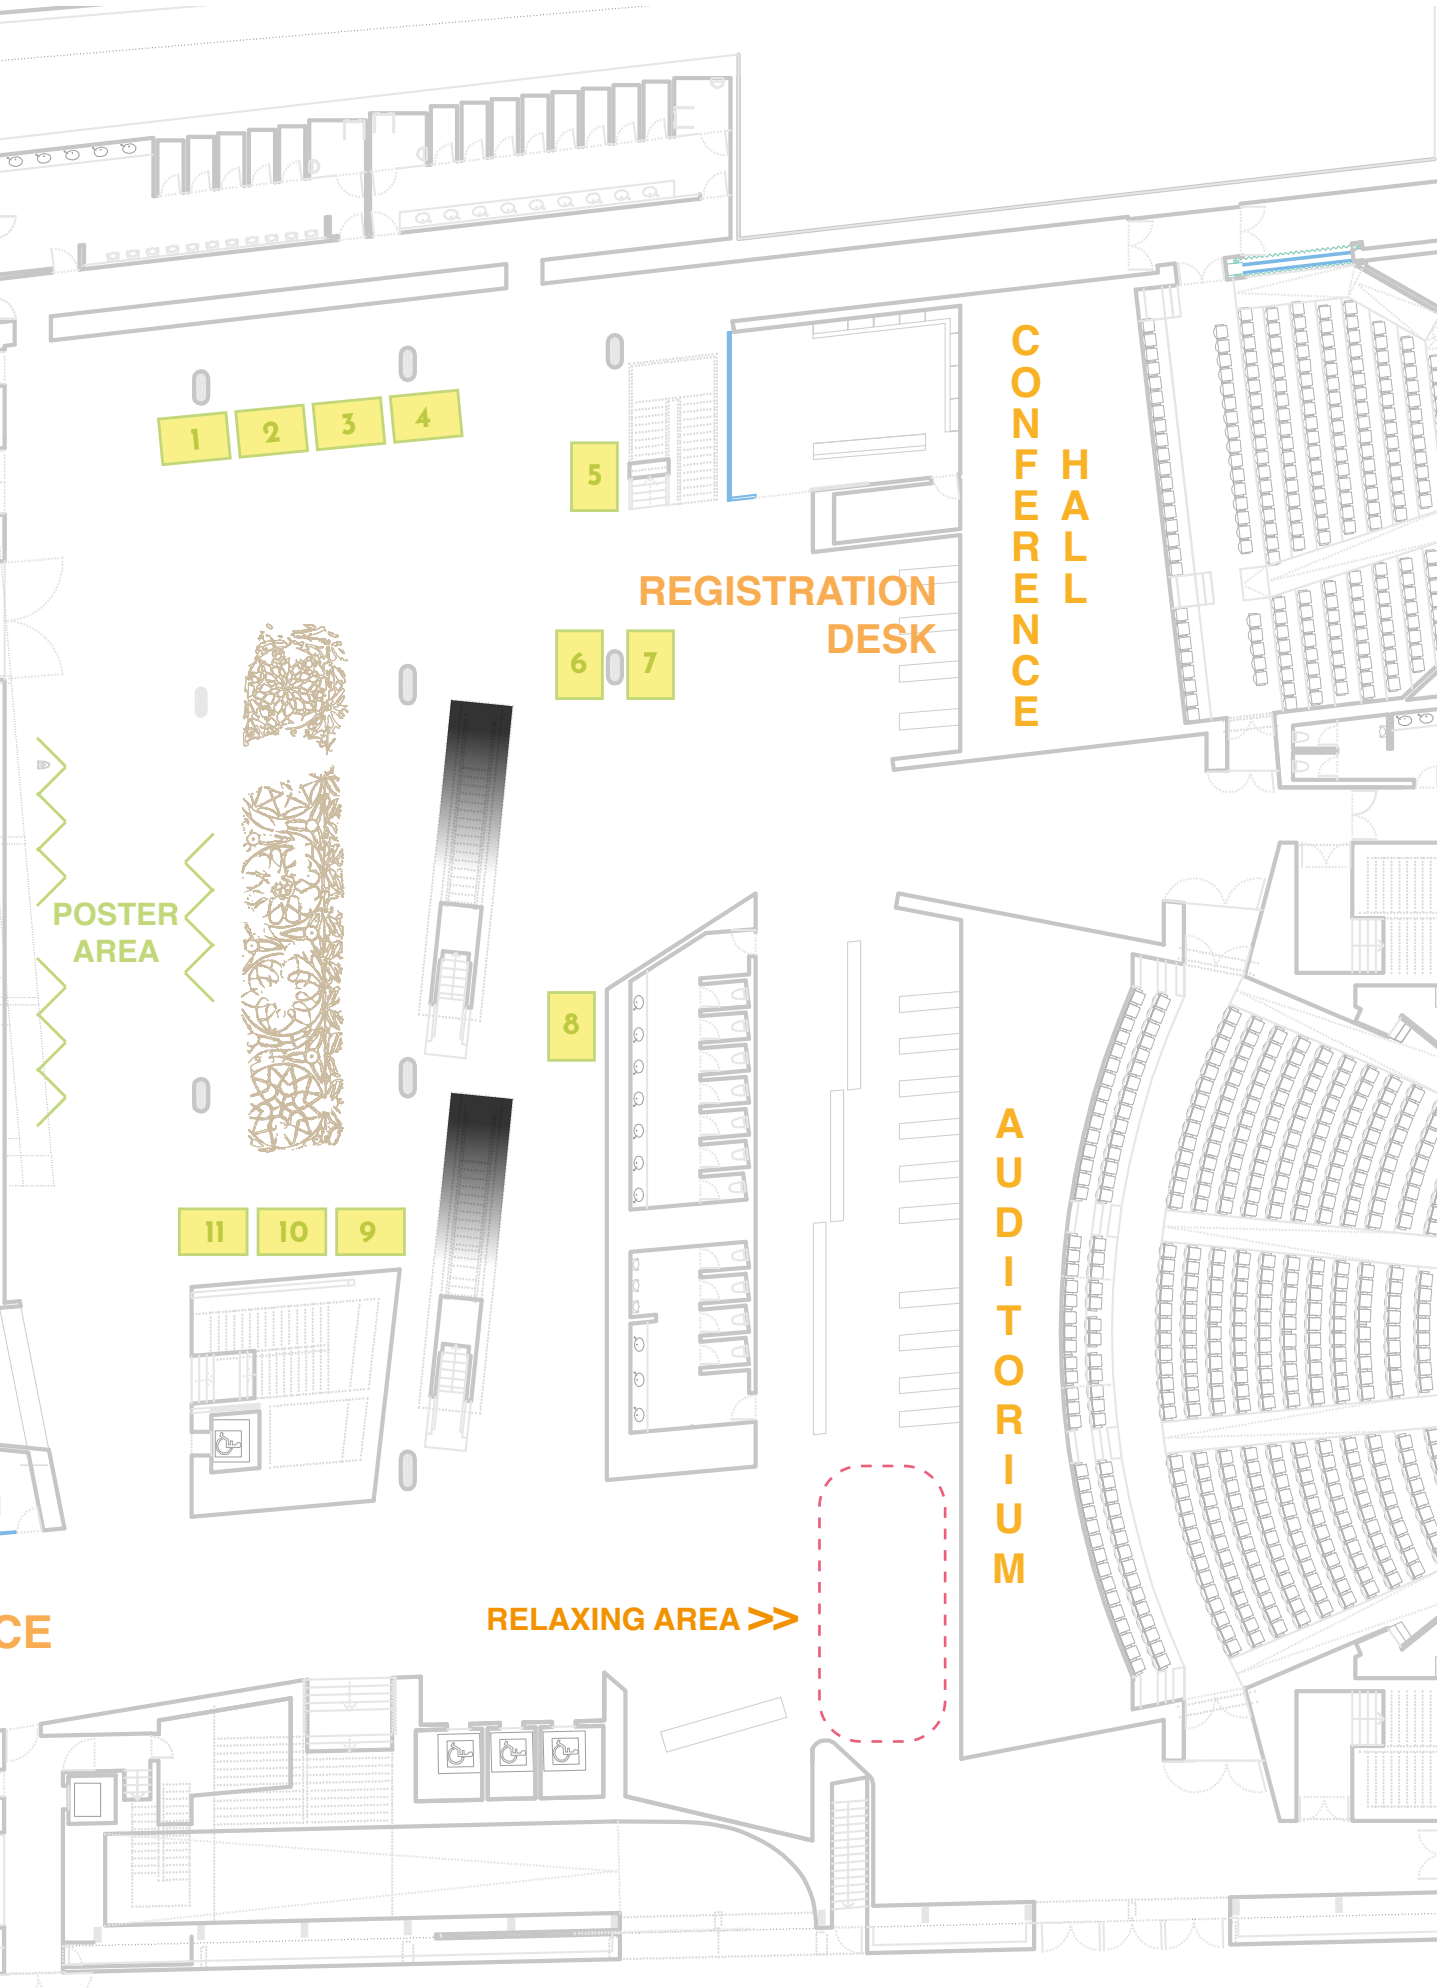 1
2
3
4
5
CONFERENCE
HALL
REGISTRATION
DESK
6
7
POSTER
AREA
8
AUDITORIUM
11
10
9
RELAXING AREA >>
CE